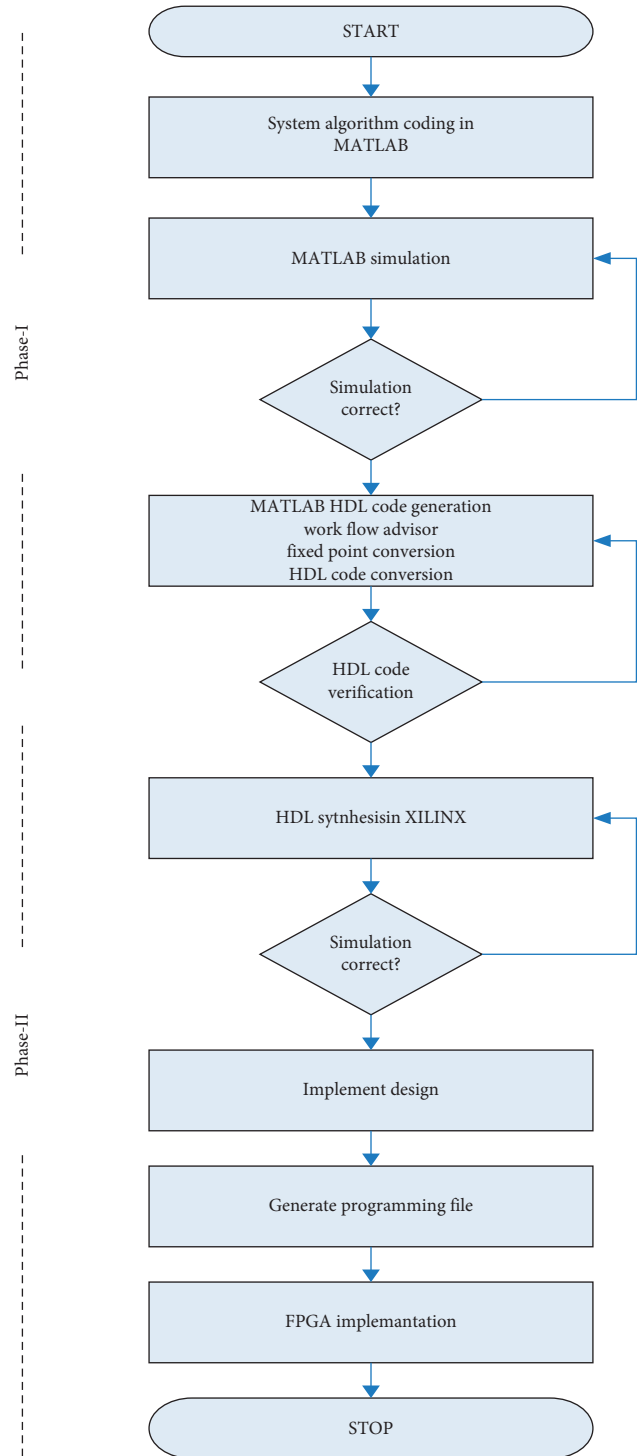 START
System algorithm coding in
MATLAB
MATLAB simulation
Phase-I
Simulation
correct?
MATLAB HDL code generation
work flow advisor
fixed point conversion
HDL code conversion
HDL code
verification
HDL sytnhesisin XILINX
Simulation
correct?
Phase-II
Implement design
Generate programming file
FPGA implemantation
STOP